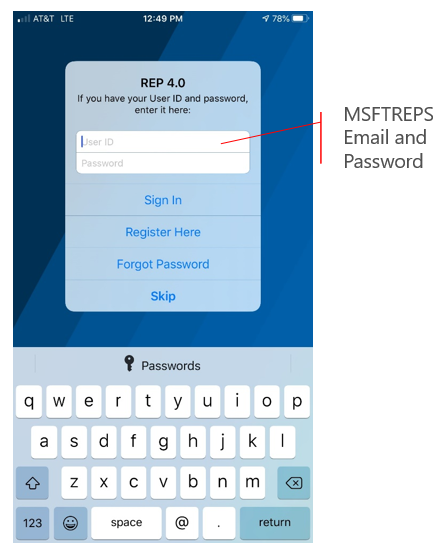 AT&T LTE 12:49 PM 78%
REP 4.0
If you have your User ID and password,
enter it here:
User ID
Password
Sign In
Register Here
Forgot Password
Skip
MSFTREPS
Email and
Password
Passwords
q w e r t y u i o p
a s d f g h j k l
z x c v b n m
123 space @ . return